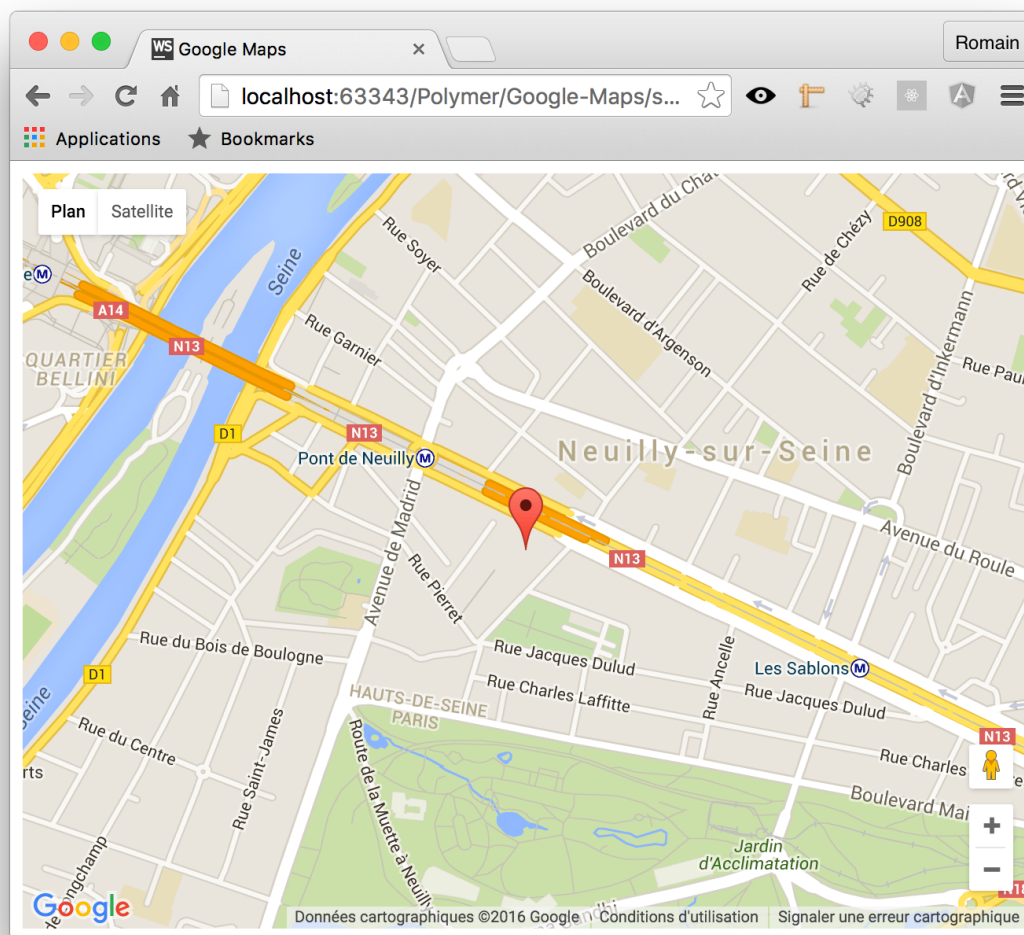 WS Google Maps
Romain
localhost:63343/Polymer/Google-Maps/s...
Applications
Bookmarks
Plan
Satellite
Boulevard du Chat
Rue Soyer
D908
Rue de Chézy
Seine
e M
A14
Boulevard d'Argenson
Boulevard d'Inkermann
N13
Rue Garnier
QUARTIER
BELLINI
Rue Paul
D1
N13
Pont de Neuilly M
Neuilly-sur-Seine
Avenue de Madrid
Avenue du Roule
N13
Rue Pierret
Rue du Bois de Boulogne
Rue Jacques Dulud
Rue Ancelle
Les Sablons M
D1
Rue Charles Laffitte
Rue Jacques Dulud
HAUTS-DE-SEINE
PARIS
Seine
Rue du Centre
Rue Saint-James
Route de la Muette à Neuilly
N13
rts
Rue Charles
Boulevard Mai
+
Jardin
d'Acclimatation
−
Google
Données cartographiques ©2016 Google
Conditions d'utilisation
Signaler une erreur cartographique